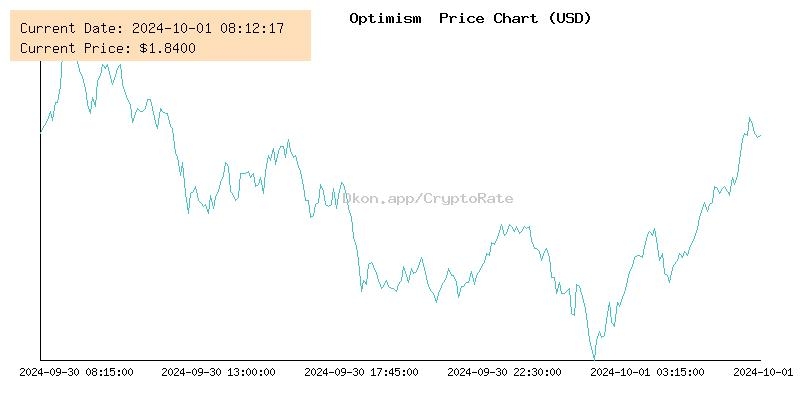 Optimism  Price Chart (USD)
Current Date: 2024-10-01 08:12:17
Current Price: $1.8400
Dkon.app/CryptoRate
2024-09-30 08:15:00 2024-09-30 13:00:00 2024-09-30 17:45:00 2024-09-30 22:30:00 2024-10-01 03:15:00 2024-10-01